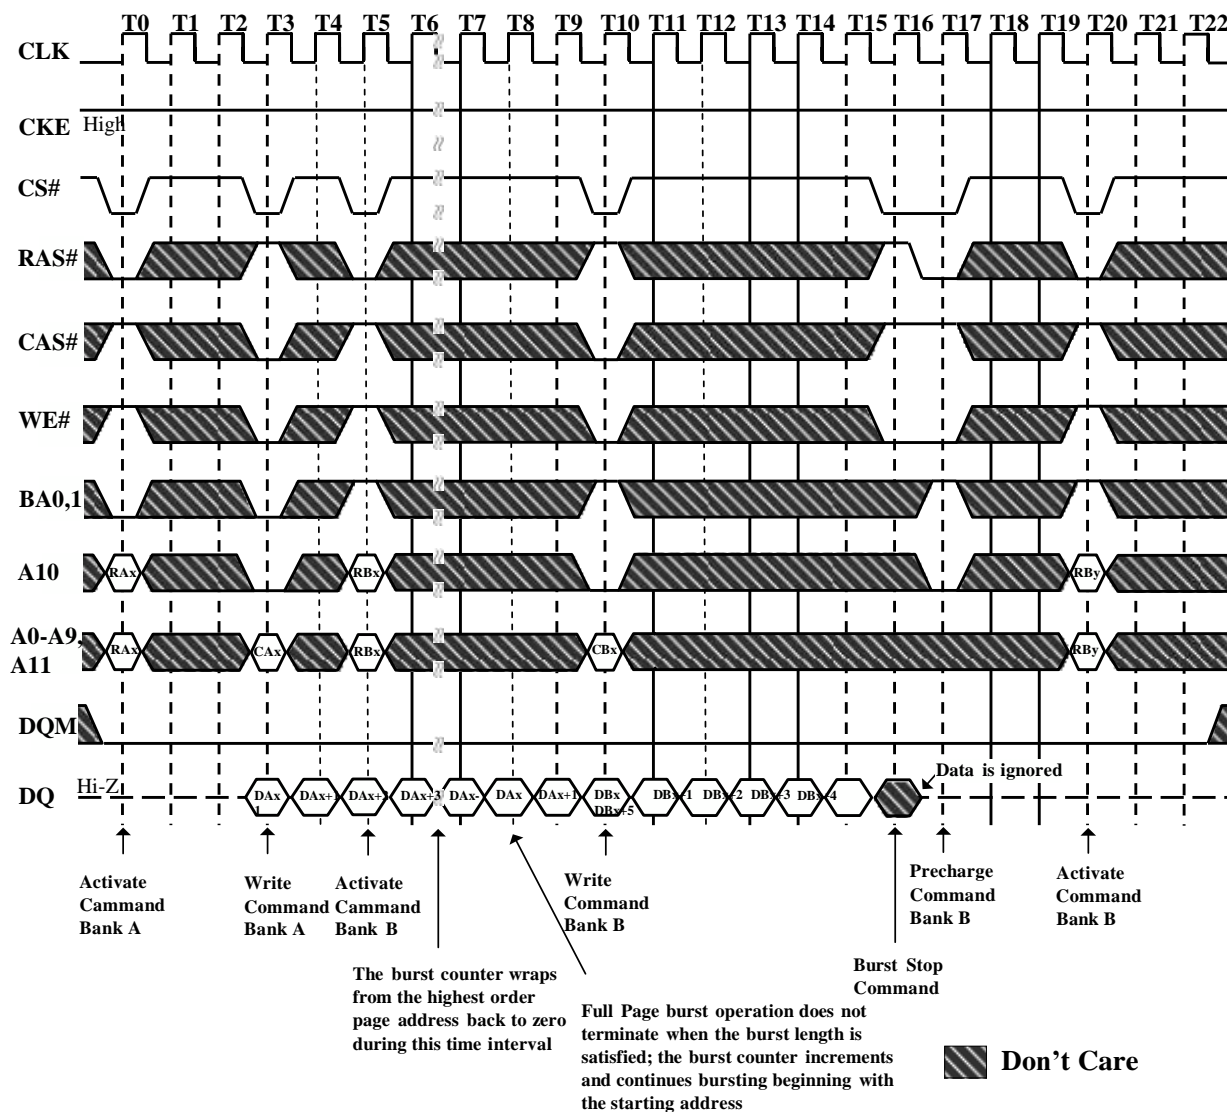 T0 T1 T2 T3 T4 T5 T6 T7 T8 T9 T10 T11 T12 T13 T14 T15 T16 T17 T18 T19 T20 T21 T22
CLK
CKE High
CS#
RAS#
CAS#
WE#
BA0,1
A10 RAx RBx RBy
A0-A9,
A11
RAx CAx RBx CBx RBy
DQM
Data is ignored
DQ Hi-Z DAx DAx+1 DAx+2 DAx+3 DAx- DAx DAx+1 DBx DBx+1 DBx+2 DBx+3 DBx+4
1 DBx+5
Activate
Cammand
Bank A
Write
Command
Bank A
Activate
Cammand
Bank B
Write
Command
Bank B
Precharge
Command
Bank B
Activate
Command
Bank B
Burst Stop
Command
The burst counter wraps
from the highest order
page address back to zero
during this time interval
Full Page burst operation does not
terminate when the burst length is
satisfied; the burst counter increments
and continues bursting beginning with
the starting address
Don't Care